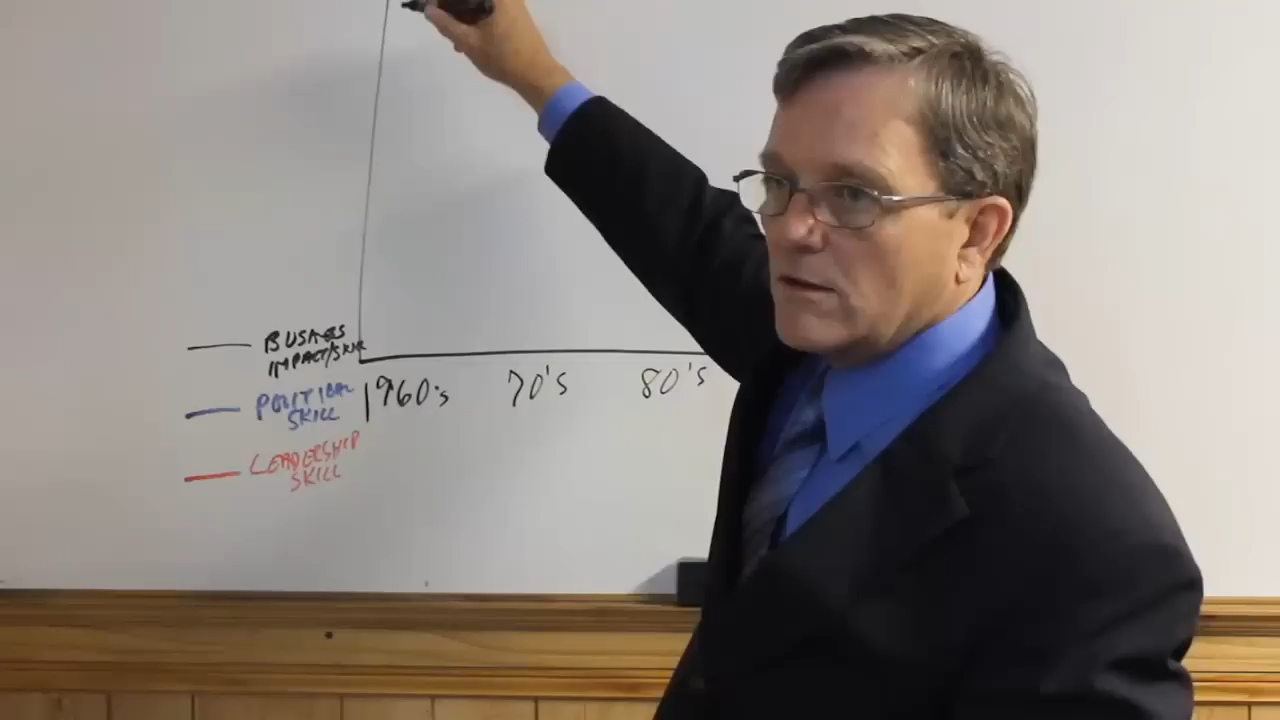 BUSINESS
IMPACT/SKILL
POLITICAL
SKILL
LEADERSHIP
SKILL
1960's 70's 80's